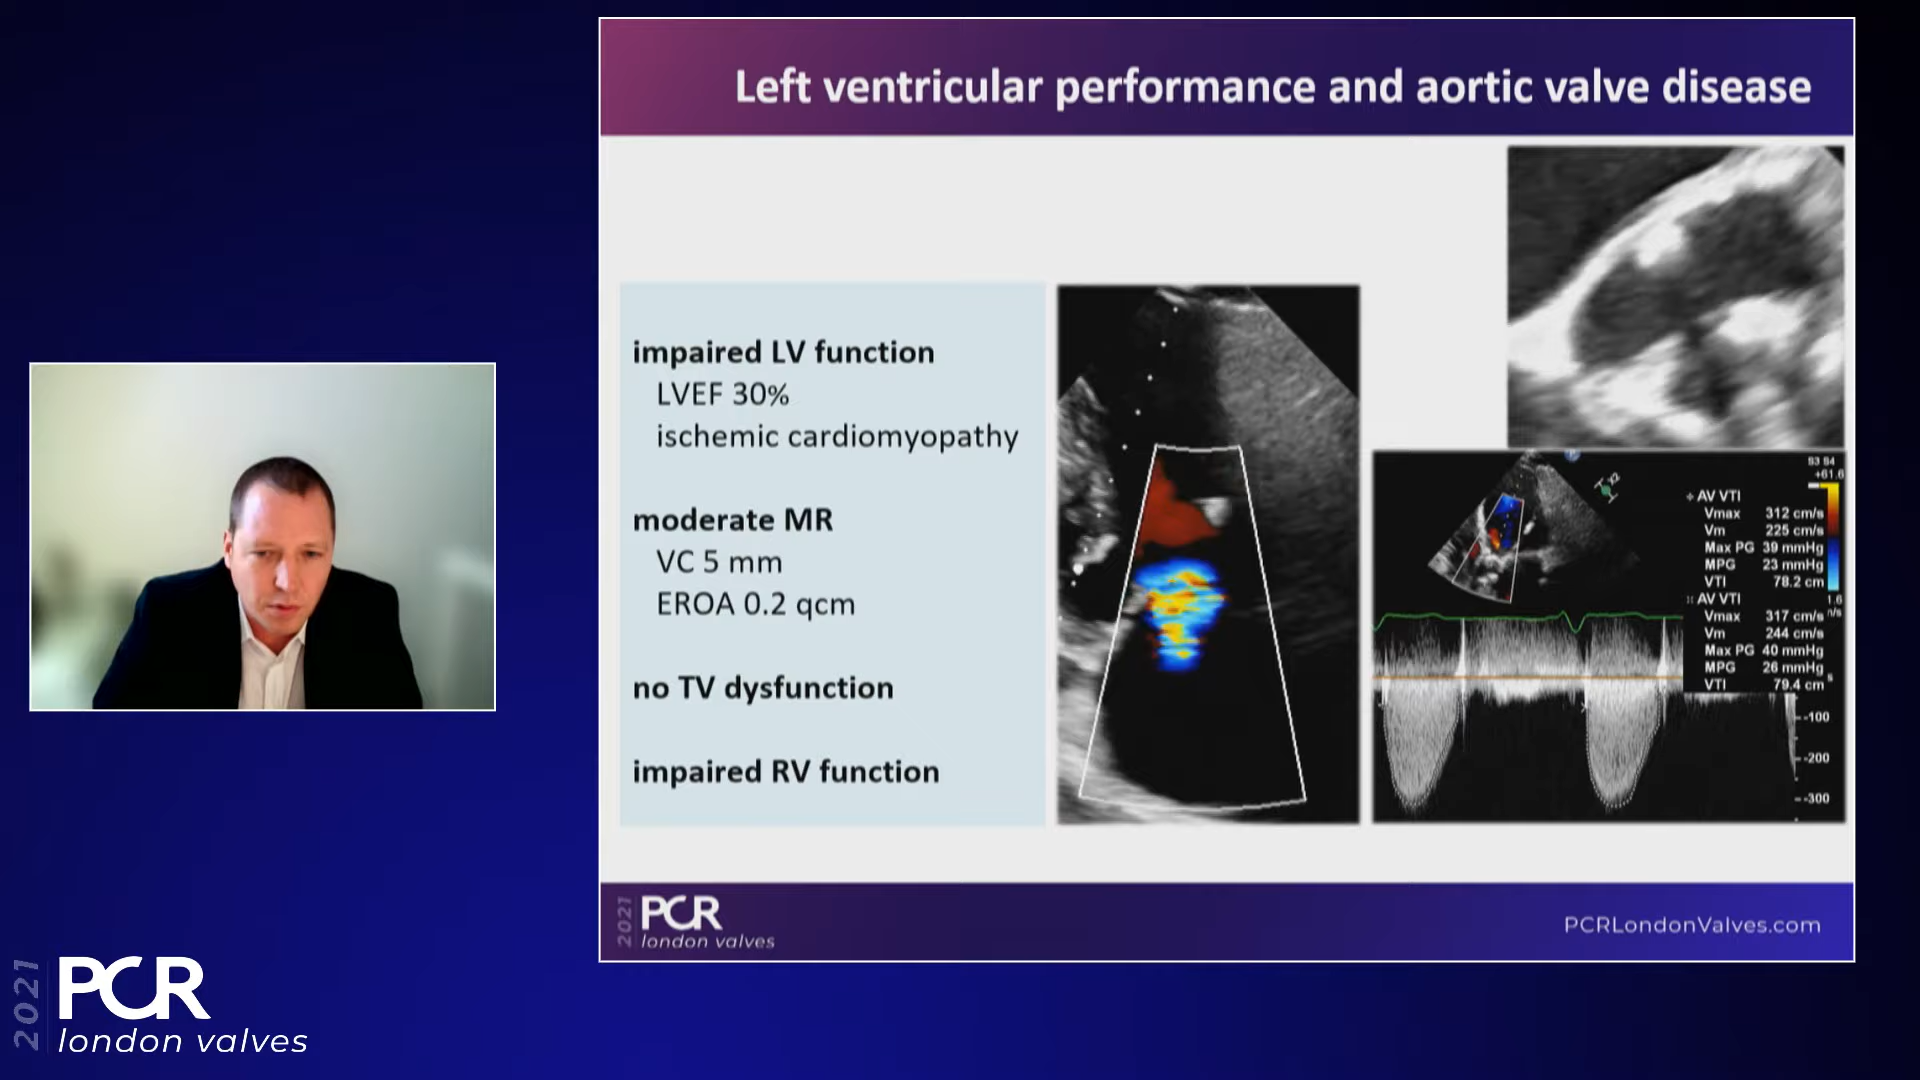 Left ventricular performance and aortic valve disease
impaired LV function
LVEF 30%
ischemic cardiomyopathy
moderate MR
VC 5 mm
EROA 0.2 qcm
no TV dysfunction
impaired RV function
S3 S4
+61.6
AV VTI
Vmax 312 cm/s
Vm 225 cm/s
Max PG 39 mmHg
MPG 23 mmHg
VTI 78.2 cm
AV VTI
Vmax 317 cm/s
Vm 244 cm/s
Max PG 40 mmHg
MPG 26 mmHg
VTI 79.4 cm
-100
-200
-300
2021
PCR
london valves
PCRLondonValves.com
2021
PCR
london valves